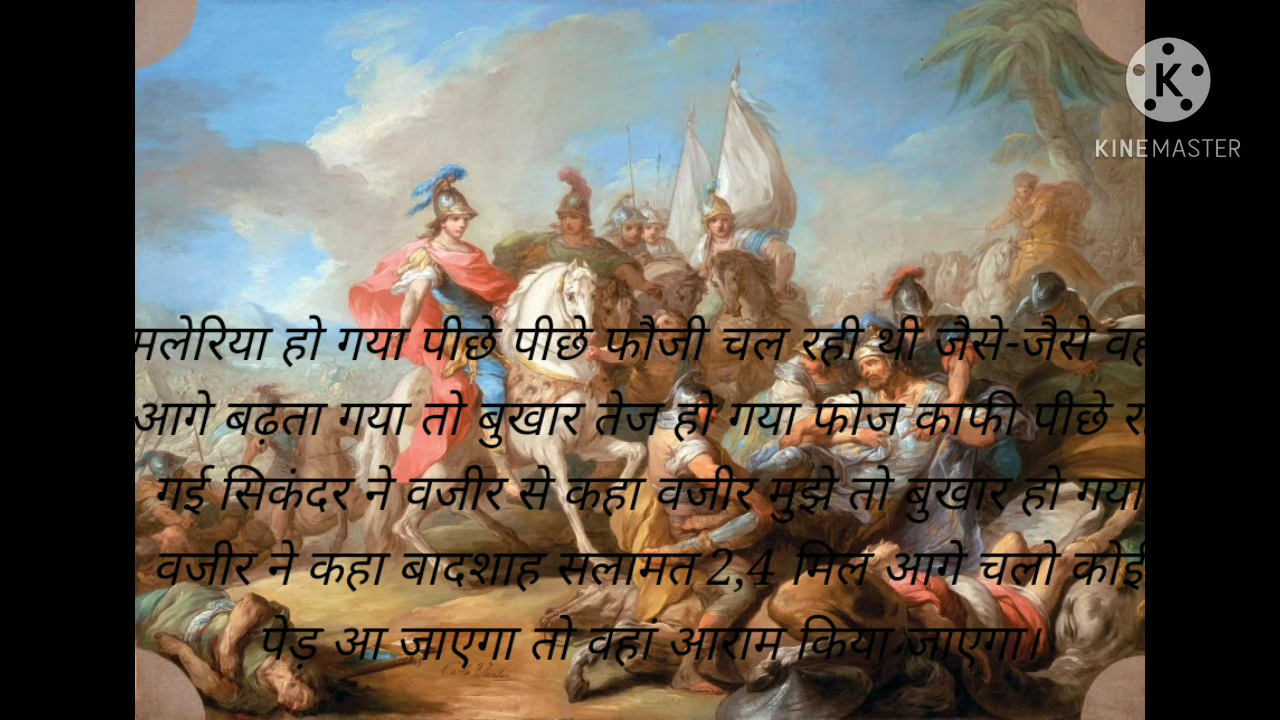 मलेरिया हो गया पीछे पीछे फौजी चल रही थी जैसे-जैसे वह
आगे बढ़ता गया तो बुखार तेज हो गया फोज काफी पीछे र
गई सिकंदर ने वजीर से कहा वजीर मुझे तो बुखार हो गया
वजीर ने कहा बादशाह सलामत 2,4 मिल आगे चलो कोई
पेड़ आ जाएगा तो वहां आराम किया जाएगा।
K
KINEMASTER